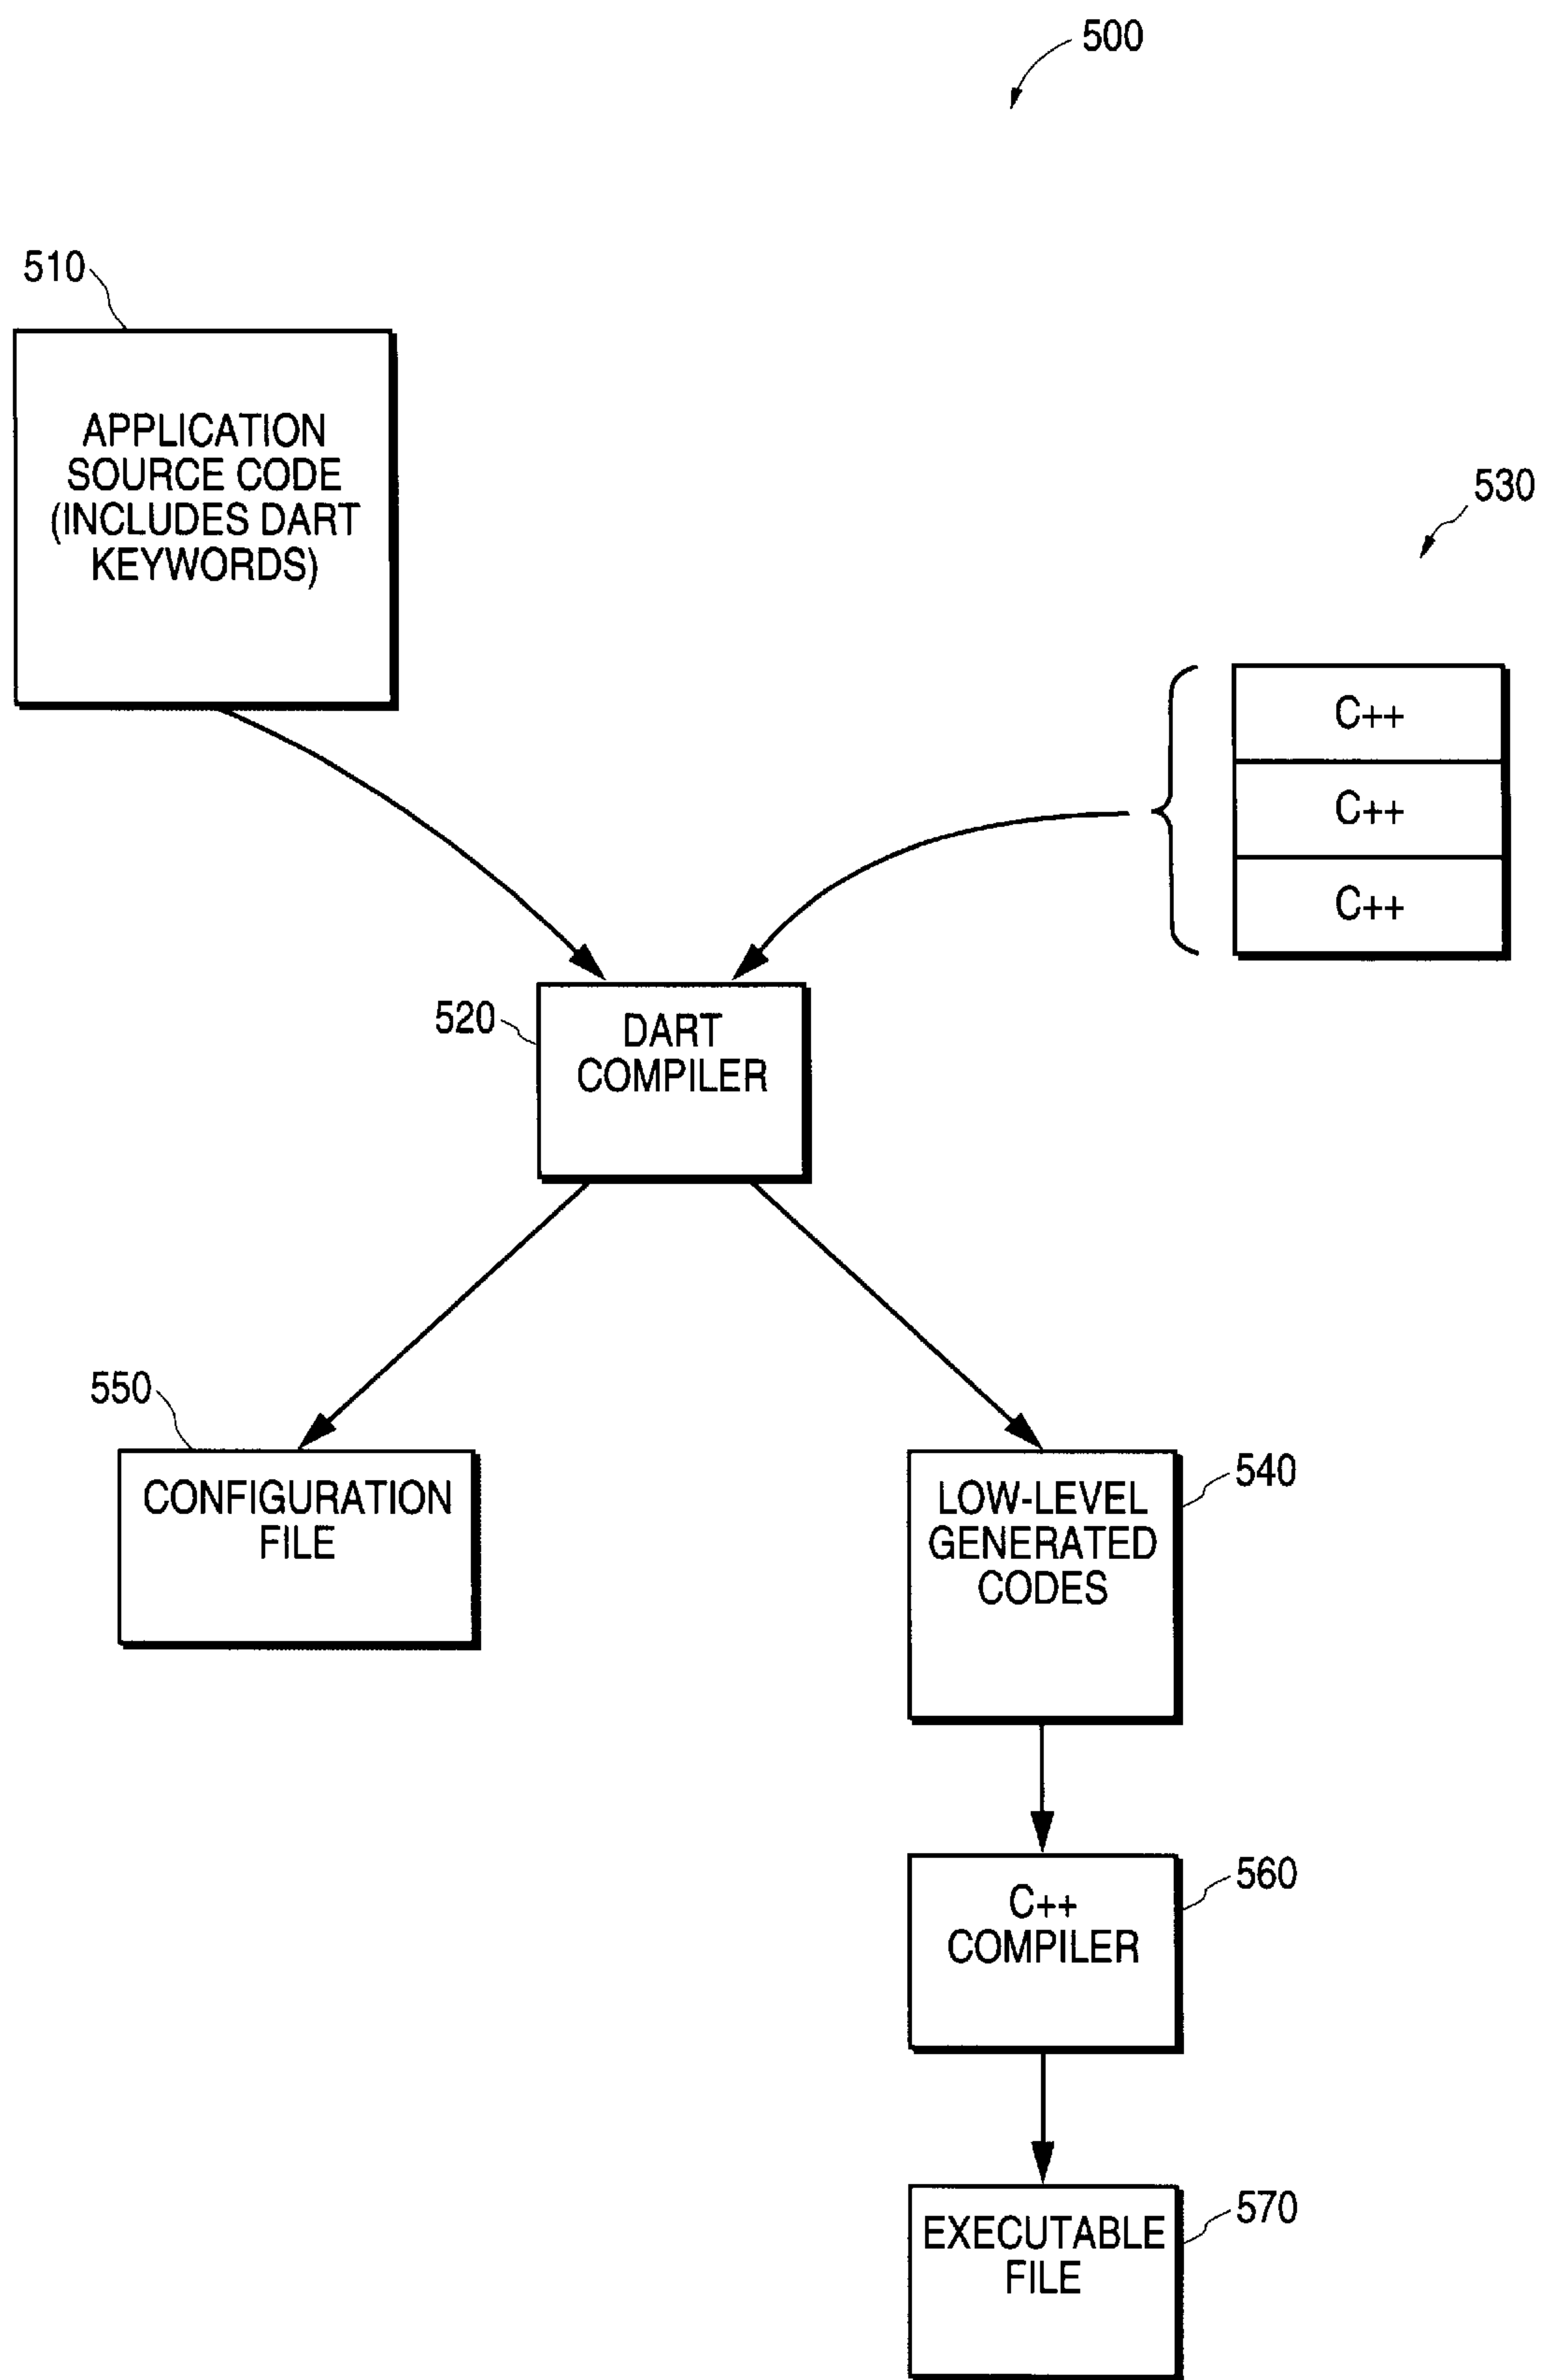 500
510
APPLICATION
SOURCE CODE
(INCLUDES DART
KEYWORDS)
530
C++
C++
C++
520
DART
COMPILER
550
CONFIGURATION
FILE
540
LOW-LEVEL
GENERATED
CODES
560
C++
COMPILER
570
EXECUTABLE
FILE